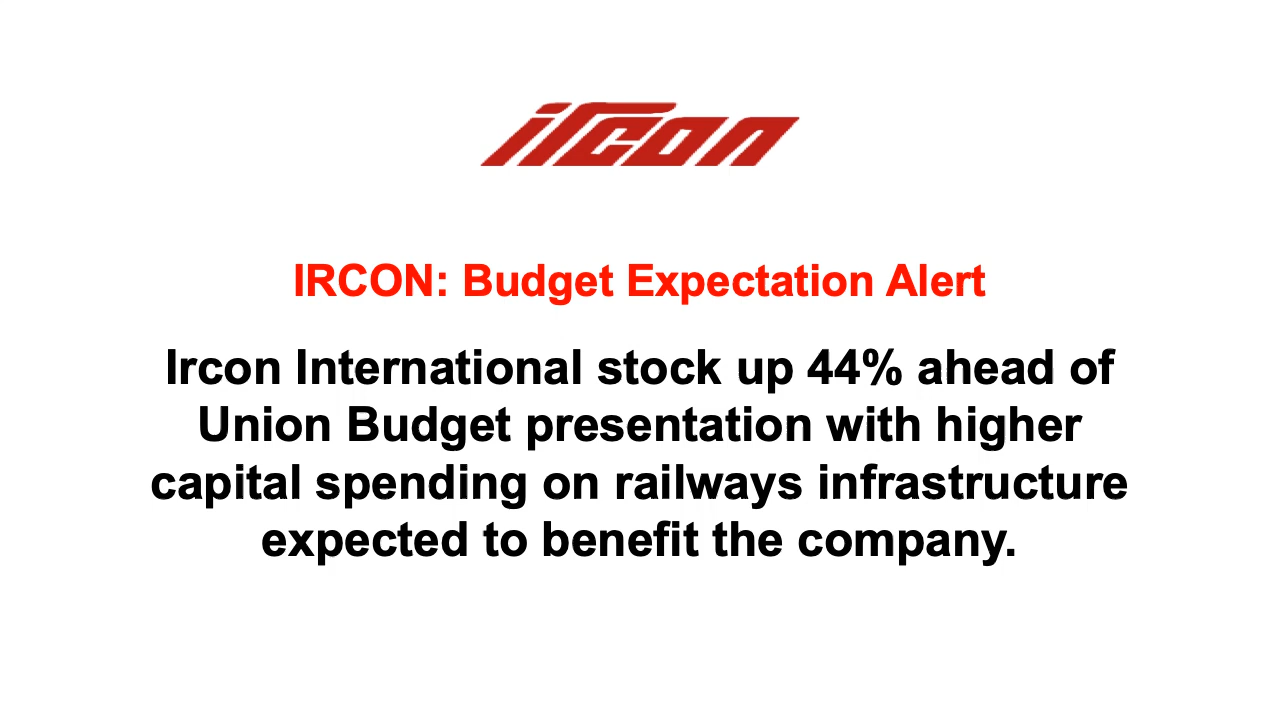 ircon
IRCON: Budget Expectation Alert
Ircon International stock up 44% ahead of
Union Budget presentation with higher
capital spending on railways infrastructure
expected to benefit the company.